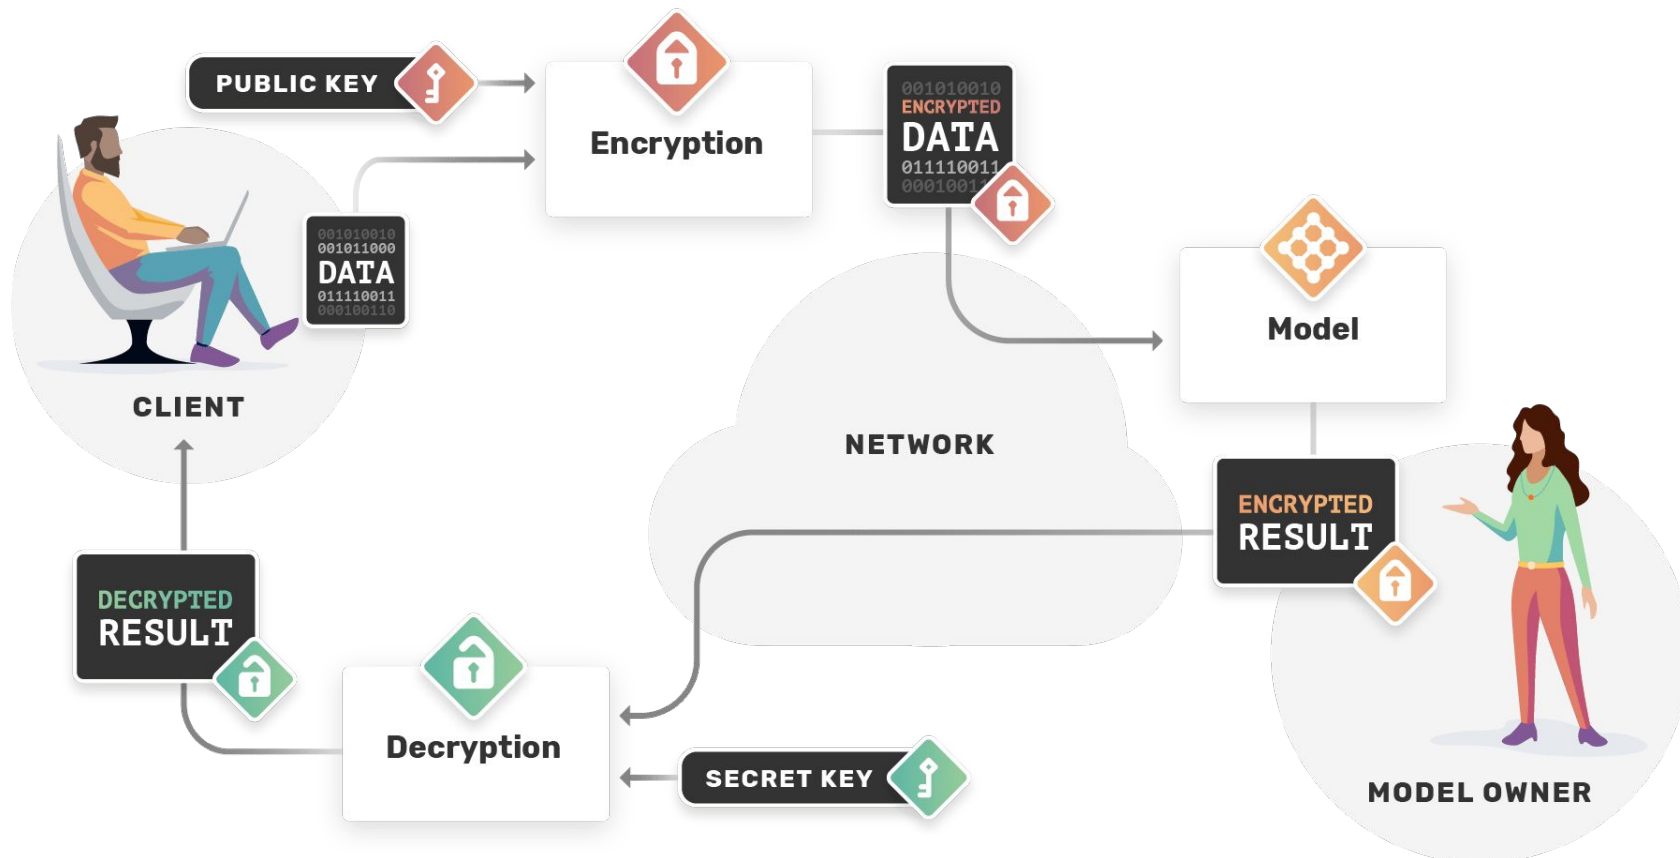 PUBLIC KEY
Encryption
001010010
ENCRYPTED
DATA
011110011
0001001
001010010
001011000
DATA
011110011
000100110
CLIENT
Model
NETWORK
ENCRYPTED
RESULT
DECRYPTED
RESULT
Decryption
SECRET KEY
MODEL OWNER